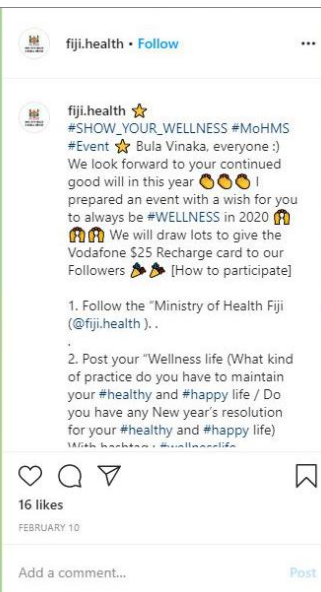 fiji.health • Follow
fiji.health ⭐
#SHOW_YOUR_WELLNESS #MoHMS
#Event ⭐ Bula Vinaka, everyone :)
We look forward to your continued
good will in this year 👏👏👏 I
prepared an event with a wish for you
to always be #WELLNESS in 2020 🙌
🙌🙌 We will draw lots to give the
Vodafone $25 Recharge card to our
Followers 🎉🎉 [How to participate]
1. Follow the "Ministry of Health Fiji
(@fiji.health ). .
.
2. Post your "Wellness life (What kind
of practice do you have to maintain
your #healthy and #happy life / Do
you have any New year's resolution
for your #healthy and #happy life)
With hashtag : #wellnesslife
16 likes
FEBRUARY 10
Add a comment...
Post